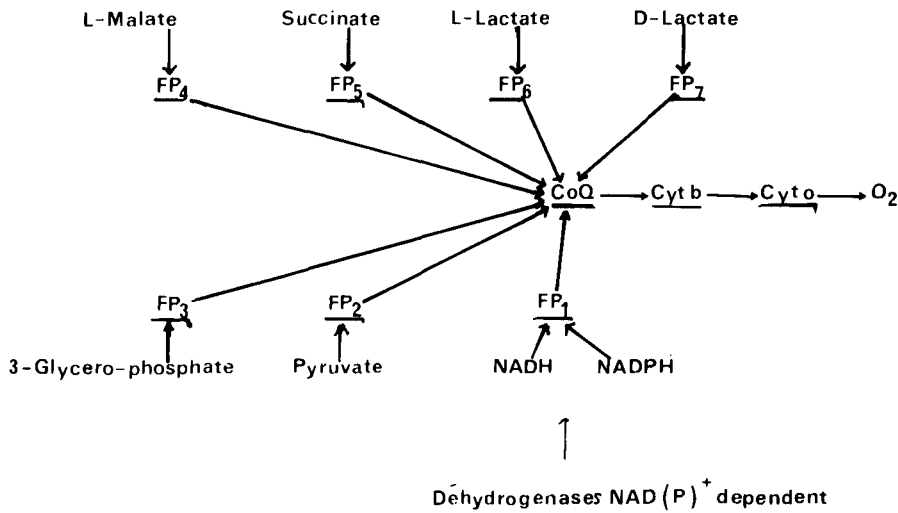 L-Malate Succinate L-Lactate D-Lactate
FP4 FP5 FP6 FP7
CoQ Cyt b Cyt o O2
FP3 FP2 FP1
3-Glycero-phosphate Pyruvate NADH NADPH
Déhydrogenases NAD(P)+ dependent